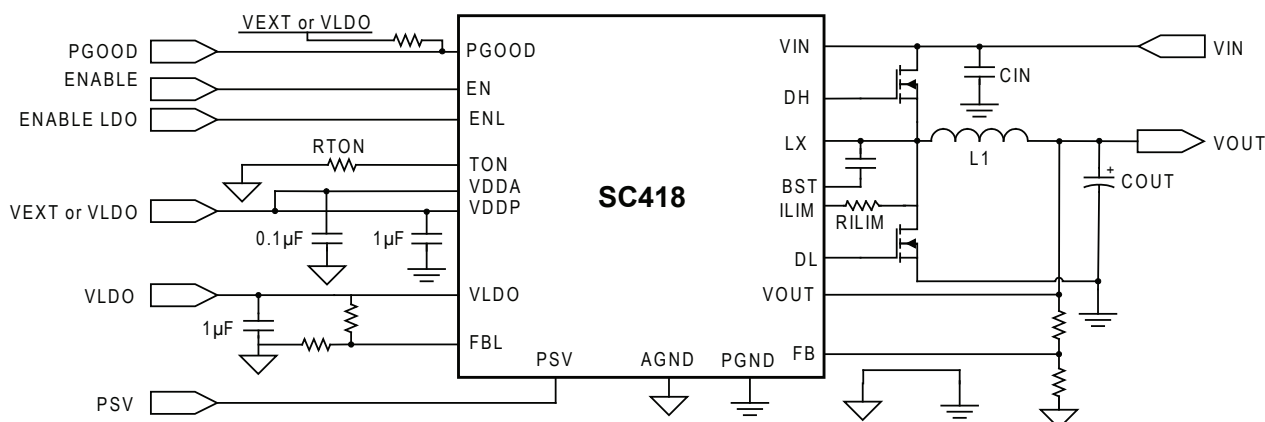 VEXT or VLDO
PGOOD
ENABLE
ENABLE LDO
RTON
VEXT or VLDO
0.1µF
1µF
VLDO
1µF
PSV
PGOOD
EN
ENL
TON
VDDA
VDDP
VLDO
FBL
PSV
AGND
PGND
SC418
VIN
DH
LX
BST
ILIM
DL
VOUT
FB
RILIM
CIN
L1
+
COUT
VIN
VOUT